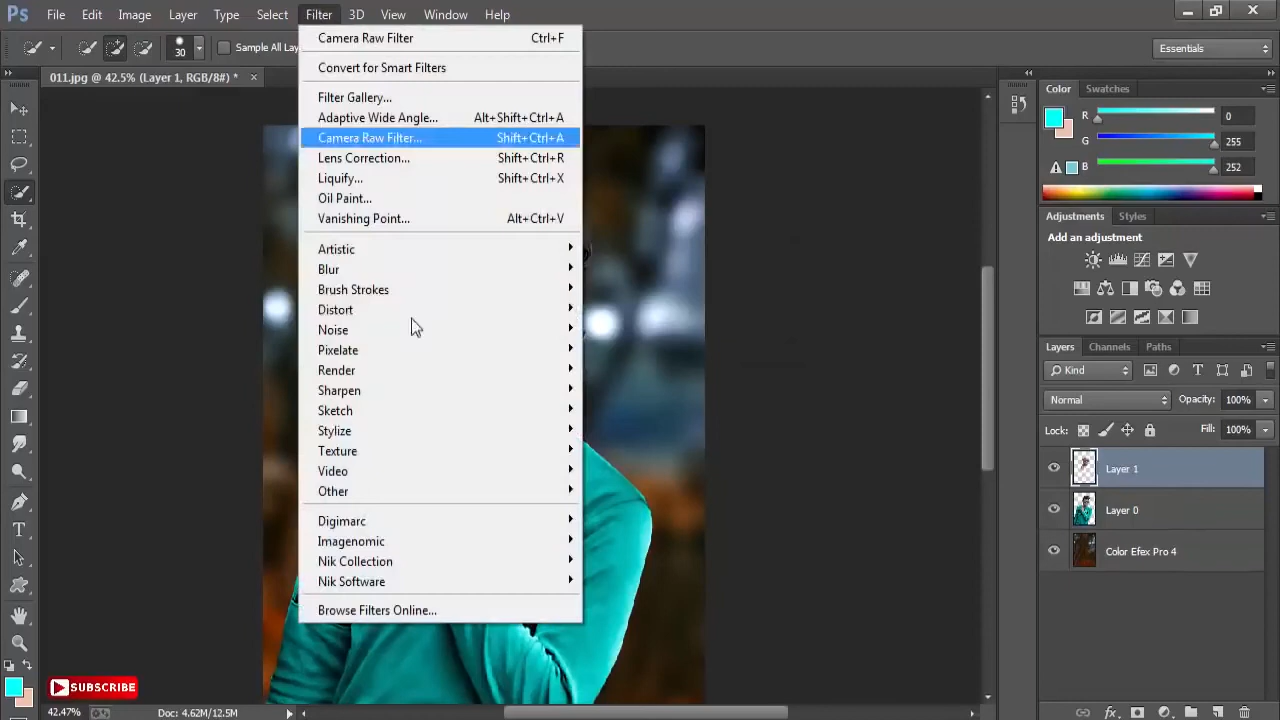 Ps File Edit Image Layer Type Select Filter 3D View Window Help
30 Sample All Lay Essentials
011.jpg @ 42.5% (Layer 1, RGB/8#) *
Camera Raw Filter Ctrl+F
Convert for Smart Filters
Filter Gallery...
Adaptive Wide Angle... Alt+Shift+Ctrl+A
Camera Raw Filter... Shift+Ctrl+A
Lens Correction... Shift+Ctrl+R
Liquify... Shift+Ctrl+X
Oil Paint...
Vanishing Point... Alt+Ctrl+V
Artistic
Blur
Brush Strokes
Distort
Noise
Pixelate
Render
Sharpen
Sketch
Stylize
Texture
Video
Other
Digimarc
Imagenomic
Nik Collection
Nik Software
Browse Filters Online...
Color Swatches
R 0
G 255
B 252
Adjustments Styles
Add an adjustment
Layers Channels Paths
Kind
Normal Opacity: 100%
Lock: Fill: 100%
Layer 1
Layer 0
Color Efex Pro 4
SUBSCRIBE
42.47% Doc: 4.62M/12.5M